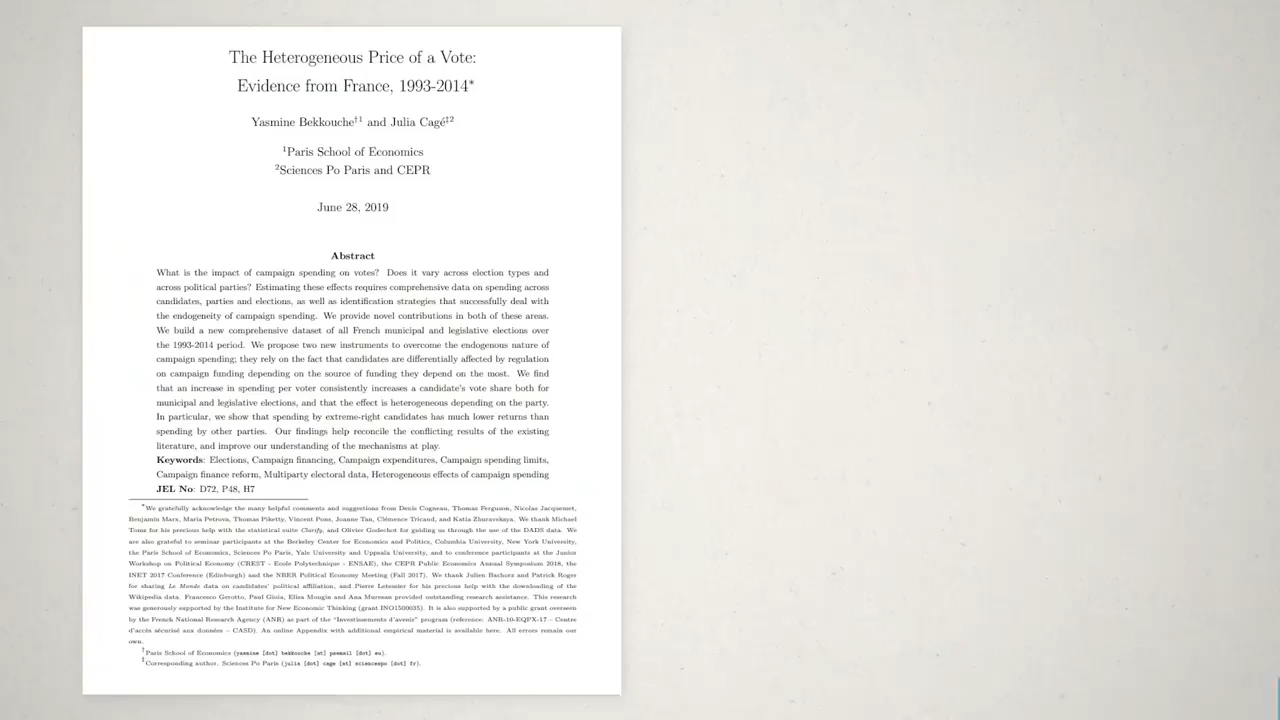 The Heterogeneous Price of a Vote:
Evidence from France, 1993-2014*
Yasmine Bekkouche†1 and Julia Cagé‡2
1Paris School of Economics
2Sciences Po Paris and CEPR
June 28, 2019
Abstract
What is the impact of campaign spending on votes? Does it vary across election types and
across political parties? Estimating these effects requires comprehensive data on spending across
candidates, parties and elections, as well as identification strategies that successfully deal with
the endogeneity of campaign spending. We provide novel contributions in both of these areas.
We build a new comprehensive dataset of all French municipal and legislative elections over
the 1993-2014 period. We propose two new instruments to overcome the endogenous nature of
campaign spending; they rely on the fact that candidates are differentially affected by regulation
on campaign funding depending on the source of funding they depend on the most. We find
that an increase in spending per voter consistently increases a candidate's vote share both for
municipal and legislative elections, and that the effect is heterogeneous depending on the party.
In particular, we show that spending by extreme-right candidates has much lower returns than
spending by other parties. Our findings help reconcile the conflicting results of the existing
literature, and improve our understanding of the mechanisms at play.
Keywords: Elections, Campaign financing, Campaign expenditures, Campaign spending limits,
Campaign finance reform, Multiparty electoral data, Heterogeneous effects of campaign spending
JEL No: D72, P48, H7
*We gratefully acknowledge the many helpful comments and suggestions from Denis Cogneau, Thomas Ferguson, Nicolas Jacquemet,
Benjamin Marx, Maria Petrova, Thomas Piketty, Vincent Pons, Joanne Tan, Clémence Tricaud, and Katia Zhuravskaya. We thank Michael
Tomz for his precious help with the statistical suite Clarify, and Olivier Godechot for guiding us through the use of the DADS data. We
are also grateful to seminar participants at the Berkeley Center for Economics and Politics, Columbia University, New York University,
the Paris School of Economics, Sciences Po Paris, Yale University and Uppsala University, and to conference participants at the Junior
Workshop on Political Economy (CREST - Ecole Polytechnique - ENSAE), the CEPR Public Economics Annual Symposium 2018, the
INET 2017 Conference (Edinburgh) and the NBER Political Economy Meeting (Fall 2017). We thank Julien Bachorz and Patrick Roger
for sharing Le Monde data on candidates' political affiliation, and Pierre Letessier for his precious help with the downloading of the
Wikipedia data. Francesco Gerotto, Paul Gioia, Elisa Mougin and Ana Muresan provided outstanding research assistance. This research
was generously supported by the Institute for New Economic Thinking (grant INO1500035). It is also supported by a public grant overseen
by the French National Research Agency (ANR) as part of the "Investissements d'avenir" program (reference: ANR-10-EQPX-17 – Centre
d'accès sécurisé aux données – CASD). An online Appendix with additional empirical material is available here. All errors remain our
own.
†Paris School of Economics (yasmine [dot] bekkouche [at] psemail [dot] eu).
‡Corresponding author. Sciences Po Paris (julia [dot] cage [at] sciencespo [dot] fr).